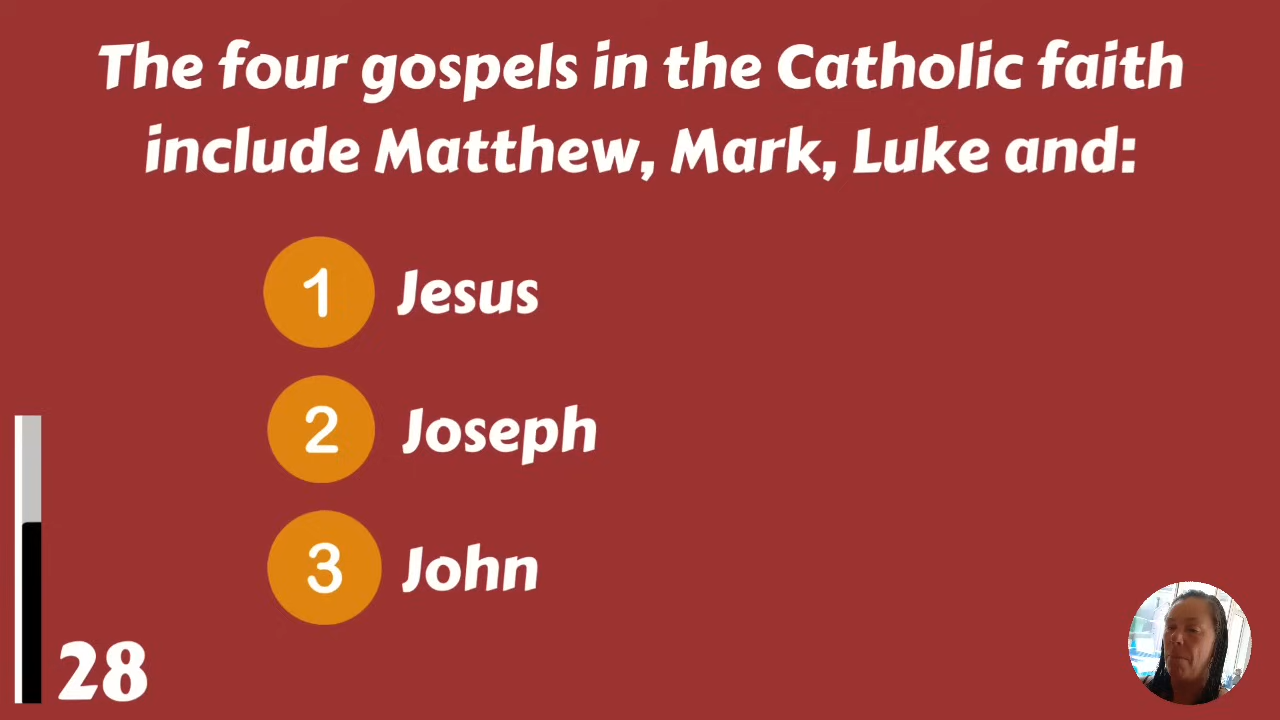 The four gospels in the Catholic faith
include Matthew, Mark, Luke and:
1 Jesus
2 Joseph
3 John
28